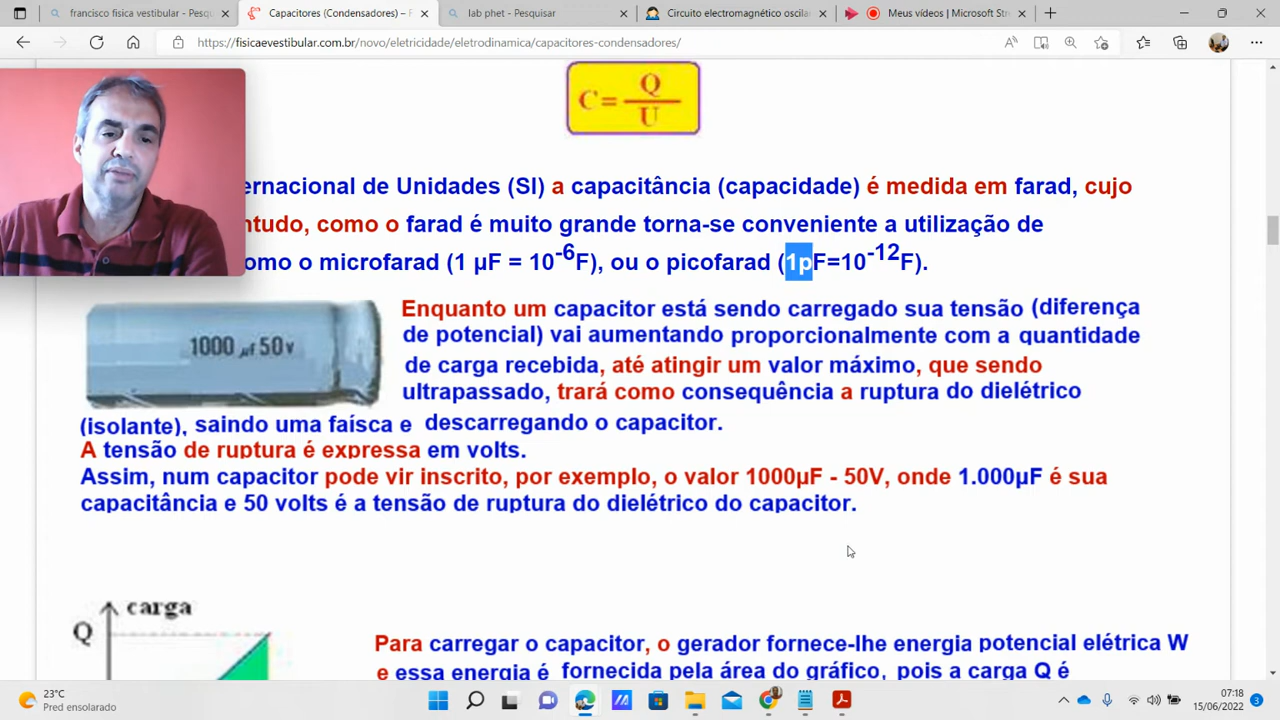 francisco fisica vestibular - Pesqu
Capacitores (Condensadores) – F
lab phet - Pesquisar
Circuito electromagnético oscila
Meus vídeos | Microsoft Str
https://fisicaevestibular.com.br/novo/eletricidade/eletrodinamica/capacitores-condensadores/
C = Q
U
ernacional de Unidades (SI) a capacitância (capacidade) é medida em farad, cujo
ntudo, como o farad é muito grande torna-se conveniente a utilização de
omo o microfarad (1 µF = 10-6F), ou o picofarad (1pF=10-12F).
1000 µf 50v
Enquanto um capacitor está sendo carregado sua tensão (diferença
de potencial) vai aumentando proporcionalmente com a quantidade
de carga recebida, até atingir um valor máximo, que sendo
ultrapassado, trará como consequência a ruptura do dielétrico
(isolante), saindo uma faísca e descarregando o capacitor.
A tensão de ruptura é expressa em volts.
Assim, num capacitor pode vir inscrito, por exemplo, o valor 1000µF - 50V, onde 1.000µF é sua
capacitância e 50 volts é a tensão de ruptura do dielétrico do capacitor.
carga
Q
Para carregar o capacitor, o gerador fornece-lhe energia potencial elétrica W
e essa energia é fornecida pela área do gráfico, pois a carga Q é
23°C
Pred ensolarado
07:18
15/06/2022
3